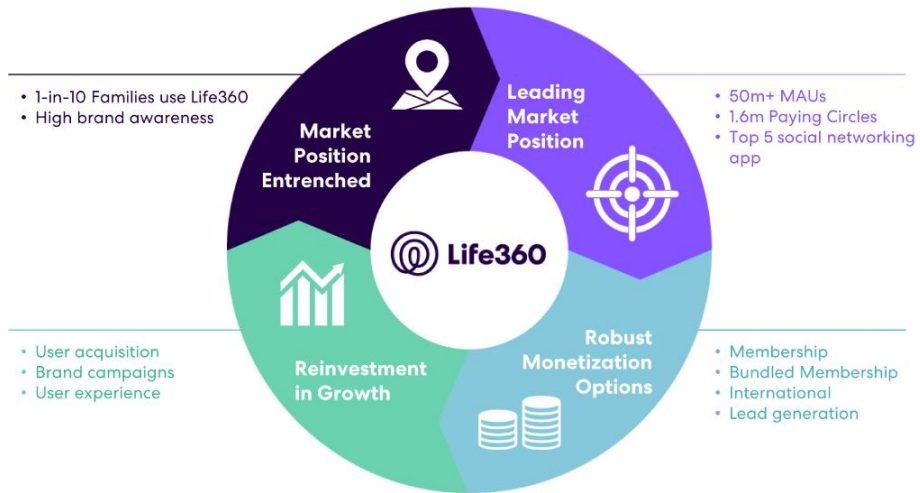 • 1-in-10 Families use Life360
• High brand awareness
Market
Position
Entrenched
Leading
Market
Position
• 50m+ MAUs
• 1.6m Paying Circles
• Top 5 social networking
app
Life360
• User acquisition
• Brand campaigns
• User experience
Reinvestment
in Growth
Robust
Monetization
Options
• Membership
• Bundled Membership
• International
• Lead generation